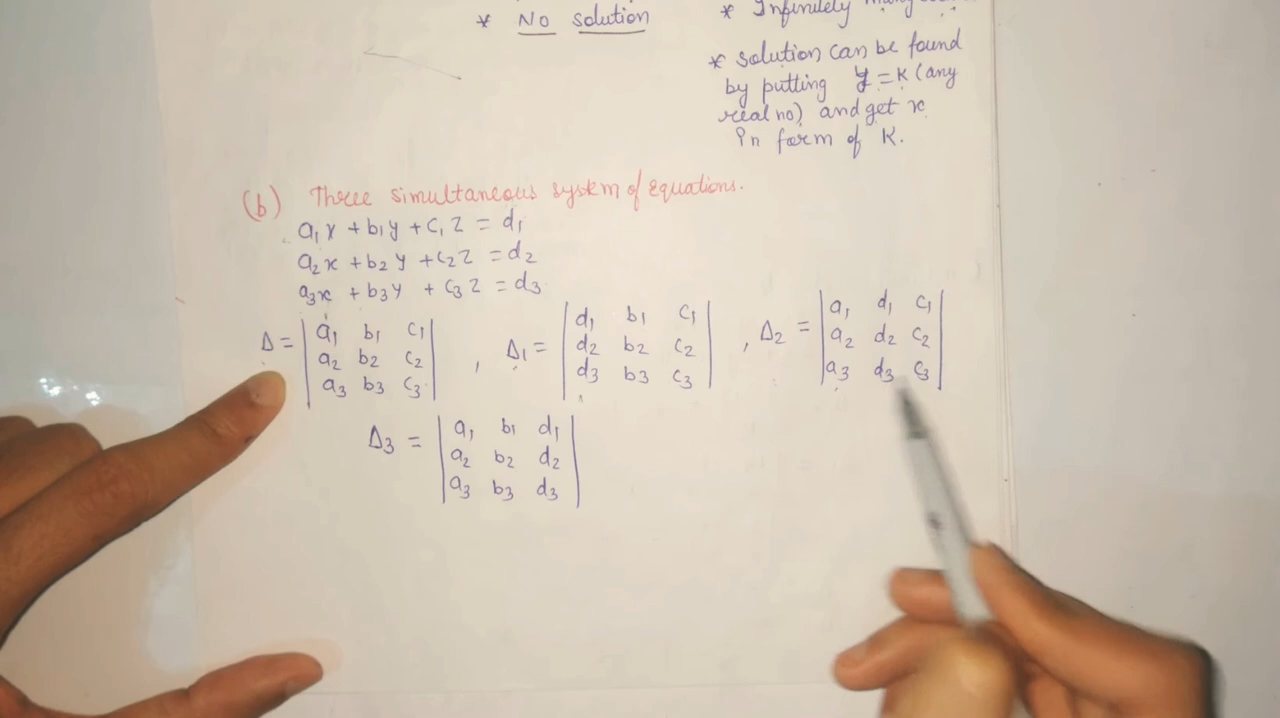 * No solution
* Infinitely
* solution can be found
by putting y = K (any
real no) and get x
in form of K.
(b) Three simultaneous system of Equations.
a₁x + b₁y + c₁z = d₁
a₂x + b₂y + c₂z = d₂
a₃x + b₃y + c₃z = d₃
Δ = | a₁ b₁ c₁ | , Δ₁ = | d₁ b₁ c₁ | , Δ₂ = | a₁ d₁ c₁ |
| a₂ b₂ c₂ | | d₂ b₂ c₂ | | a₂ d₂ c₂ |
| a₃ b₃ c₃ | | d₃ b₃ c₃ | | a₃ d₃ c₃ |
Δ₃ = | a₁ b₁ d₁ |
| a₂ b₂ d₂ |
| a₃ b₃ d₃ |